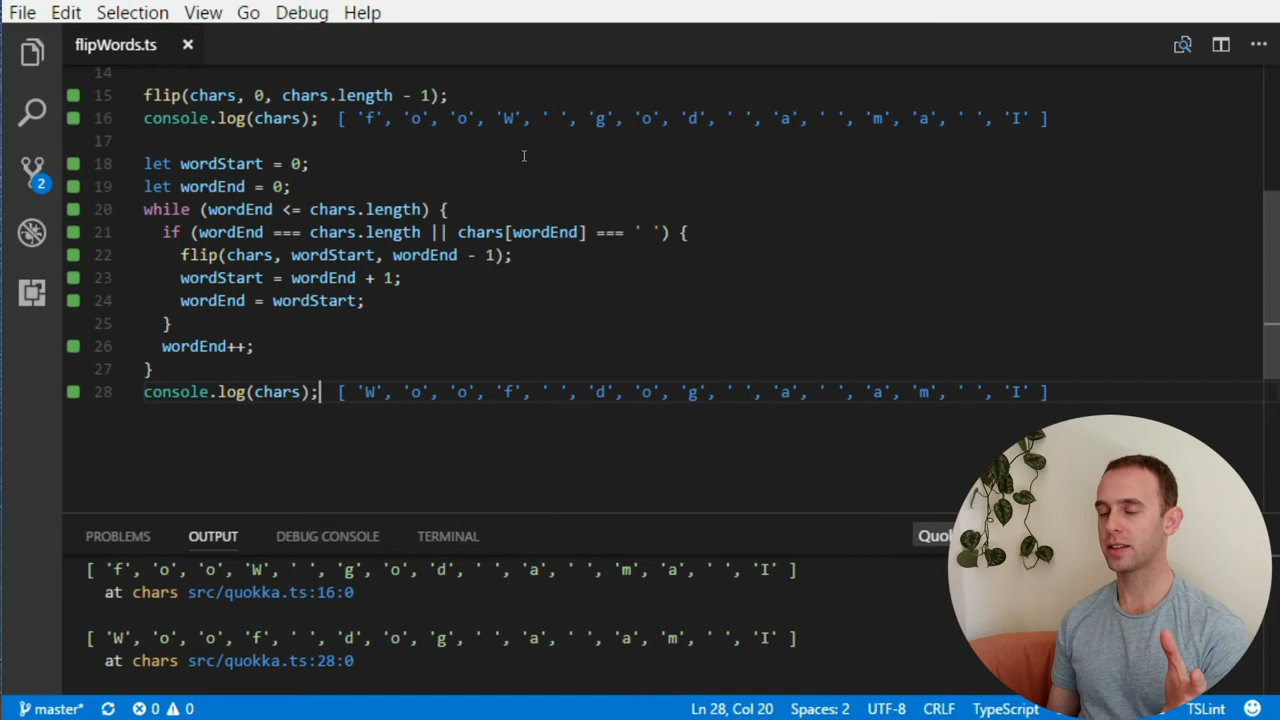 File Edit Selection View Go Debug Help
flipWords.ts
14
15 flip(chars, 0, chars.length - 1);
16 console.log(chars); [ 'f', 'o', 'o', 'W', ' ', 'g', 'o', 'd', ' ', 'a', ' ', 'm', 'a', ' ', 'I' ]
17
18 let wordStart = 0;
19 let wordEnd = 0;
20 while (wordEnd <= chars.length) {
21 if (wordEnd === chars.length || chars[wordEnd] === ' ') {
22 flip(chars, wordStart, wordEnd - 1);
23 wordStart = wordEnd + 1;
24 wordEnd = wordStart;
25 }
26 wordEnd++;
27 }
28 console.log(chars); [ 'W', 'o', 'o', 'f', ' ', 'd', 'o', 'g', ' ', 'a', ' ', 'a', 'm', ' ', 'I' ]
2
PROBLEMS OUTPUT DEBUG CONSOLE TERMINAL
[ 'f', 'o', 'o', 'W', ' ', 'g', 'o', 'd', ' ', 'a', ' ', 'm', 'a', ' ', 'I' ]
at chars src/quokka.ts:16:0
[ 'W', 'o', 'o', 'f', ' ', 'd', 'o', 'g', ' ', 'a', ' ', 'a', 'm', ' ', 'I' ]
at chars src/quokka.ts:28:0
master* 0 0 Ln 28, Col 20 Spaces: 2 UTF-8 CRLF TypeScript TSLint